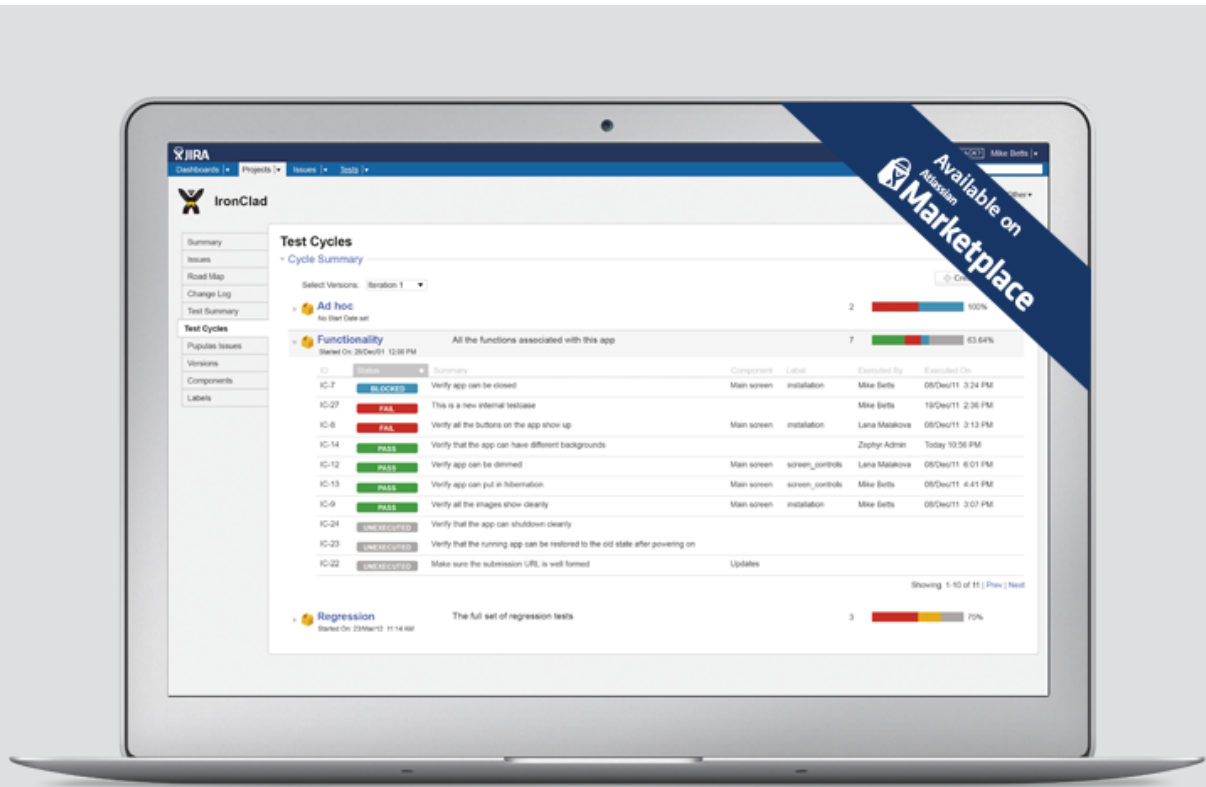 JIRA
Mike Betts
Dashboards Projects Issues Tests
Available on
Atlassian
Marketplace
IronClad
Other
Summary
Issues
Road Map
Change Log
Test Summary
Test Cycles
Pupulas Issues
Versions
Components
Labels
Test Cycles
Cycle Summary
Select Versions: Iteration 1
Ad hoc 2 100%
No Start Date set
Functionality All the functions associated with this app 7 63.64%
Started On: 28/Dec/01 12:00 PM
ID Status Summary Component Label Executed By Executed On
IC-7 BLOCKED Verify app can be closed Main screen installation Mike Betts 08/Dec/11 3:24 PM
IC-27 FAIL This is a new internal testcase Mike Betts 19/Dec/11 2:36 PM
IC-8 FAIL Verify all the buttons on the app show up Main screen installation Lana Malakova 08/Dec/11 3:13 PM
IC-14 PASS Verify that the app can have different backgrounds Zephyr Admin Today 10:56 PM
IC-12 PASS Verify app can be dimmed Main screen screen_controls Lana Malakova 08/Dec/11 6:01 PM
IC-13 PASS Verify app can put in hibernation Main screen screen_controls Mike Betts 08/Dec/11 4:41 PM
IC-9 PASS Verify all the images show cleanly Main screen installation Mike Betts 08/Dec/11 3:07 PM
IC-24 UNEXECUTED Verify that the app can shutdown cleanly
IC-23 UNEXECUTED Verify that the running app can be restored to the old state after powering on
IC-22 UNEXECUTED Make sure the submission URL is well formed Updates
Showing 1-10 of 11 | Prev | Next
Regression The full set of regression tests 3 75%
Started On: 23/Mar/12 11:14 AM